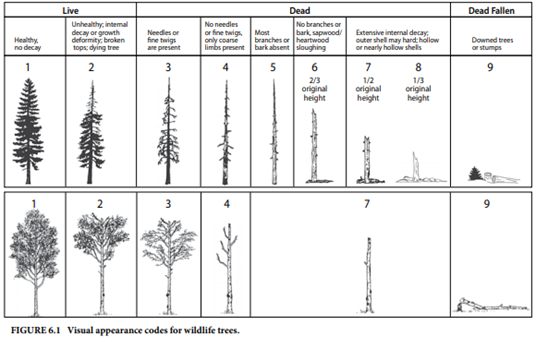 Live
Dead
Dead Fallen
Healthy,
no decay
Unhealthy; internal
decay or growth
deformity; broken
tops; dying tree
Needles or
fine twigs
are present
No needles
or fine twigs,
only coarse
limbs present
Most
branches or
bark absent
No branches or
bark, sapwood/
heartwood
sloughing
Extensive internal decay;
outer shell may hard; hollow
or nearly hollow shells
Downed trees
or stumps
1
2
3
4
5
6
2/3
original
height
7
1/2
original
height
8
1/3
original
height
9
1
2
3
4
7
9
FIGURE 6.1 Visual appearance codes for wildlife trees.